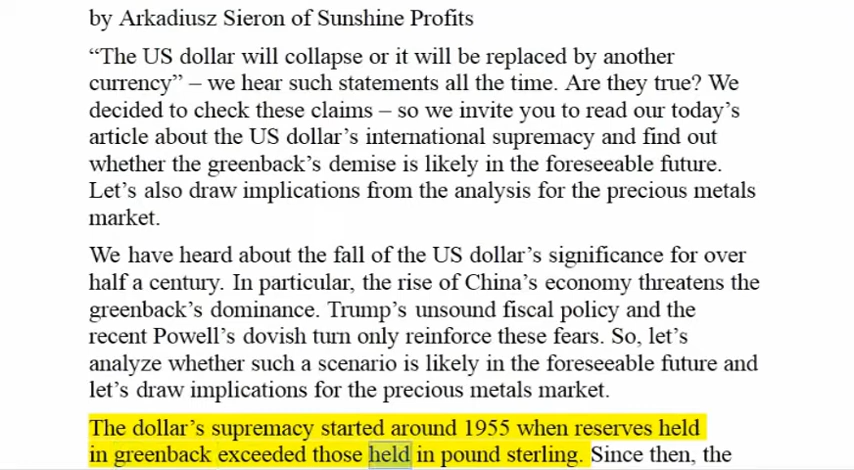 by Arkadiusz Sieron of Sunshine Profits
“The US dollar will collapse or it will be replaced by another
currency” – we hear such statements all the time. Are they true? We
decided to check these claims – so we invite you to read our today’s
article about the US dollar’s international supremacy and find out
whether the greenback’s demise is likely in the foreseeable future.
Let’s also draw implications from the analysis for the precious metals
market.
We have heard about the fall of the US dollar’s significance for over
half a century. In particular, the rise of China’s economy threatens the
greenback’s dominance. Trump’s unsound fiscal policy and the
recent Powell’s dovish turn only reinforce these fears. So, let’s
analyze whether such a scenario is likely in the foreseeable future and
let’s draw implications for the precious metals market.
The dollar’s supremacy started around 1955 when reserves held
in greenback exceeded those held in pound sterling. Since then, the